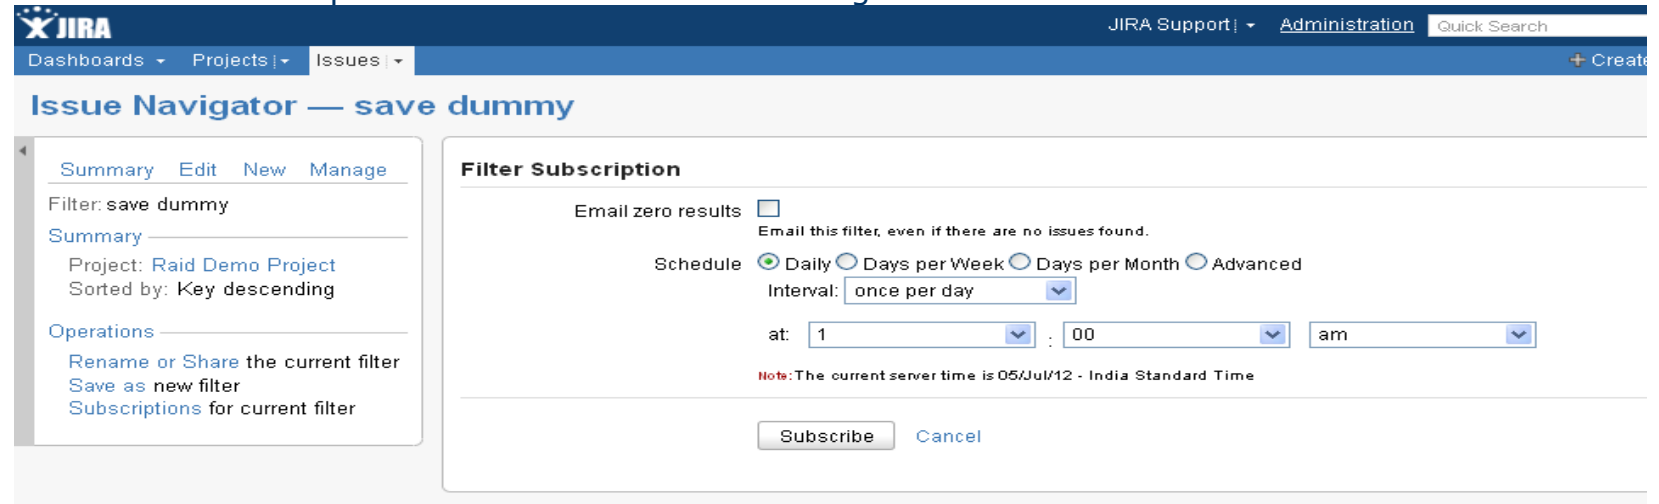 JIRA
JIRA Support Administration Quick Search
Dashboards Projects Issues
Issue Navigator — save dummy
Summary Edit New Manage
Filter: save dummy
Summary
Project: Raid Demo Project
Sorted by: Key descending
Operations
Rename or Share the current filter
Save as new filter
Subscriptions for current filter
Filter Subscription
Email zero results
Email this filter, even if there are no issues found.
Schedule Daily Days per Week Days per Month Advanced
Interval: once per day
at: 1 : 00 am
Note: The current server time is 05/Jul/12 - India Standard Time
Subscribe Cancel